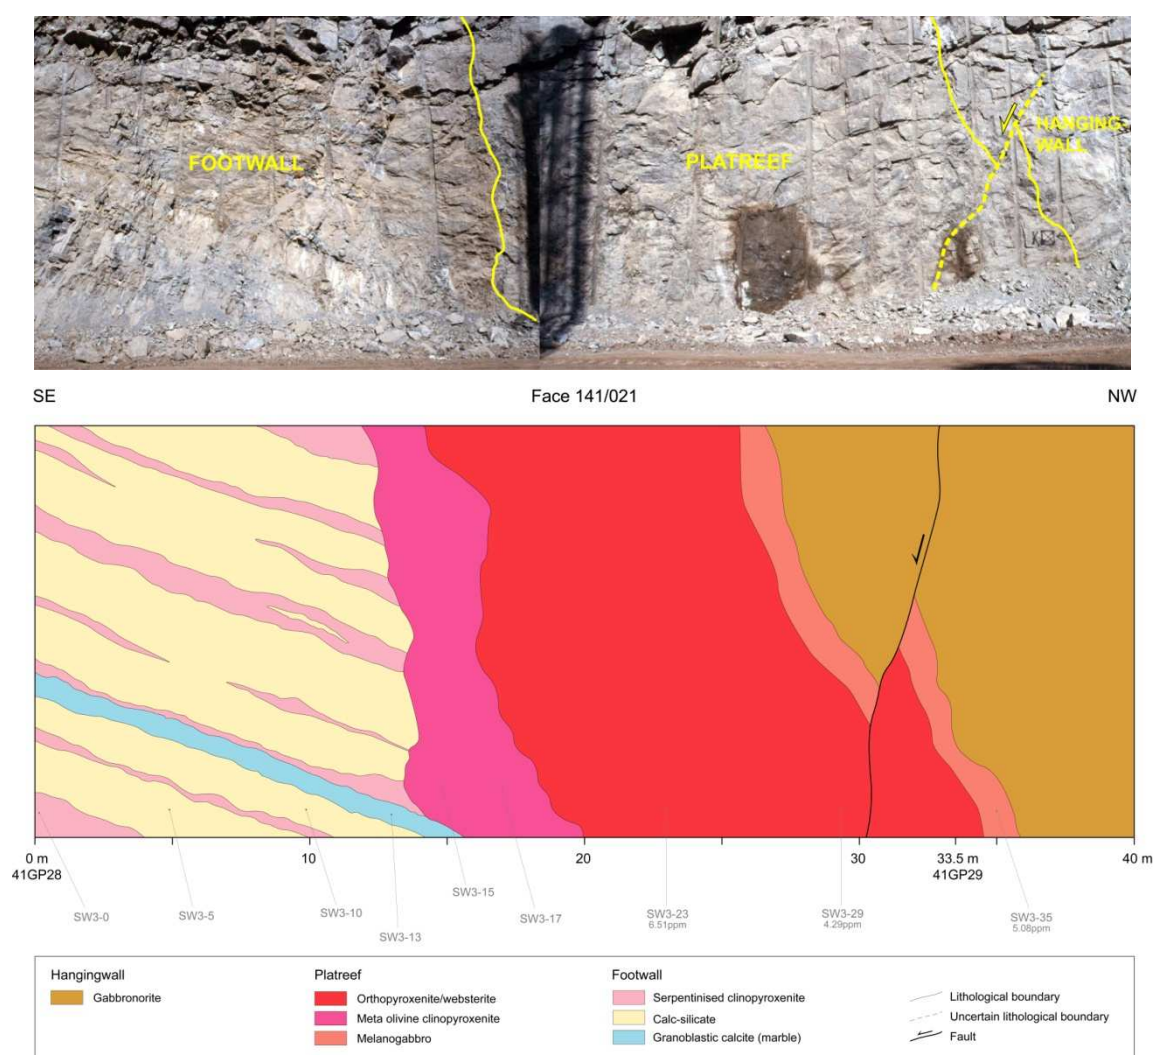 FOOTWALL
PLATREEF
HANGING-
WALL
SE
Face 141/021
NW
0 m
10
20
30
33.5 m
40 m
41GP28
41GP29
SW3-0
SW3-5
SW3-10
SW3-13
SW3-15
SW3-17
SW3-23
6.51ppm
SW3-29
4.29ppm
SW3-35
5.08ppm
Hangingwall
Gabbronorite
Platreef
Orthopyroxenite/websterite
Meta olivine clinopyroxenite
Melanogabbro
Footwall
Serpentinised clinopyroxenite
Calc-silicate
Granoblastic calcite (marble)
Lithological boundary
Uncertain lithological boundary
Fault